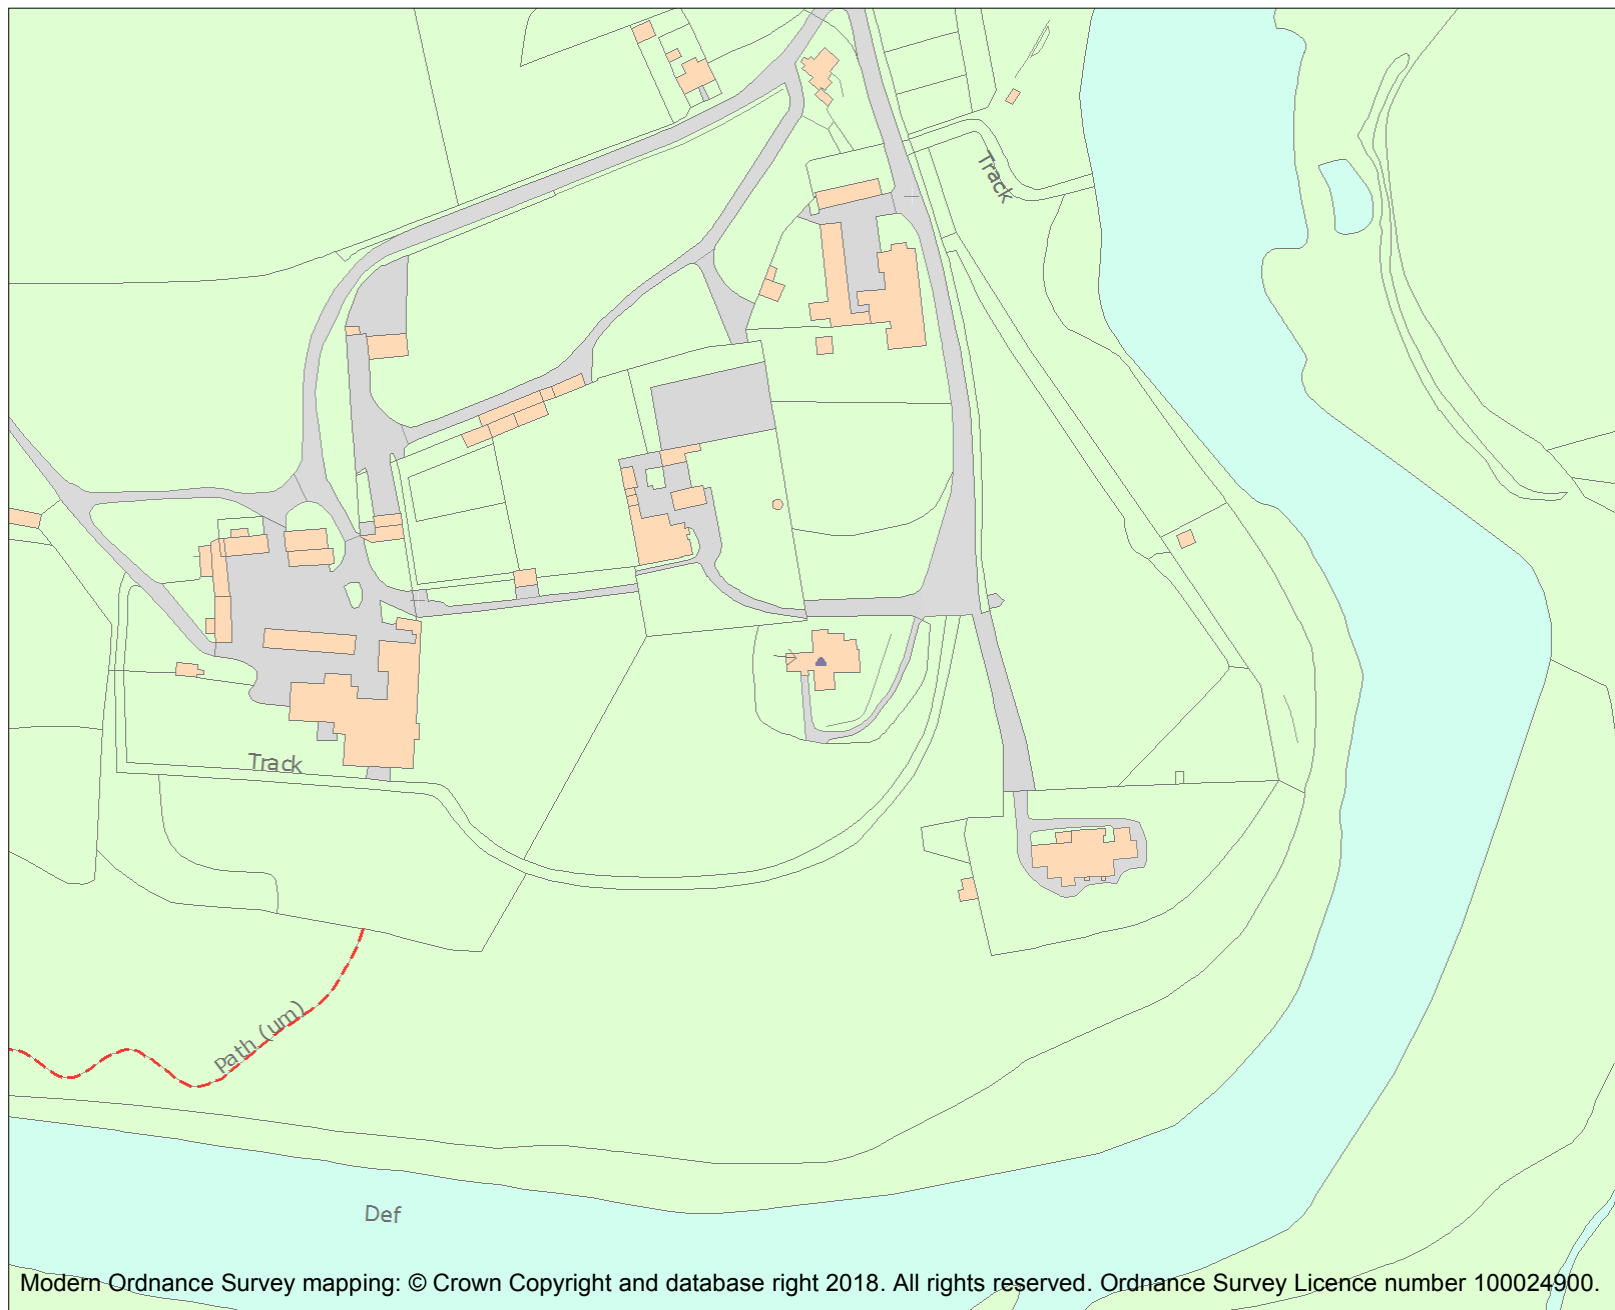 Track
Track
Path (um)
Def
Modern Ordnance Survey mapping: © Crown Copyright and database right 2018. All rights reserved. Ordnance Survey Licence number 100024900.